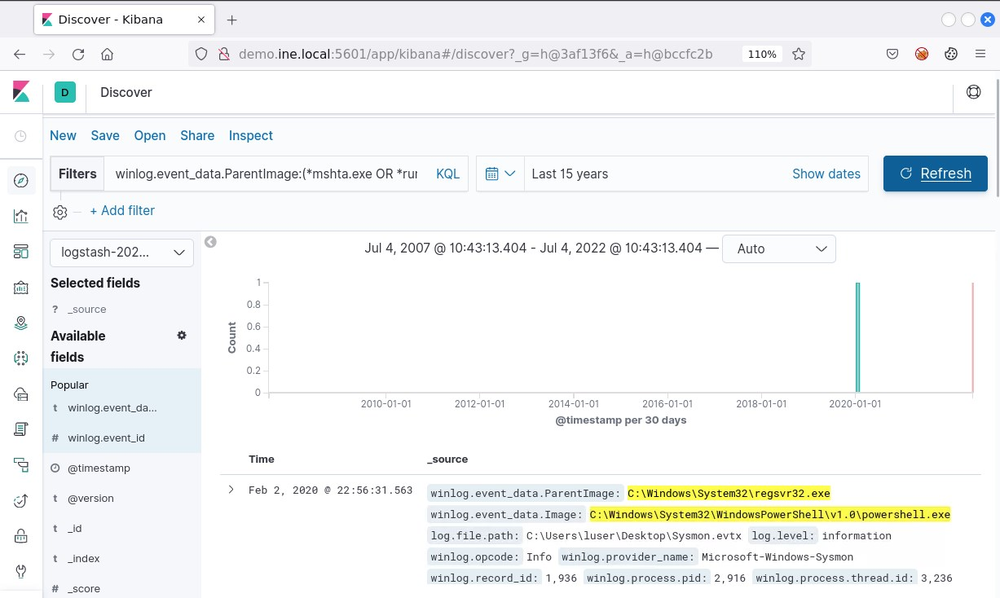 Discover - Kibana
demo.ine.local:5601/app/kibana#/discover?_g=h@3af13f6&_a=h@bccfc2b 110%
D Discover
New Save Open Share Inspect
Filters winlog.event_data.ParentImage:(*mshta.exe OR *rur KQL Last 15 years Show dates Refresh
+ Add filter
logstash-202...
Jul 4, 2007 @ 10:43:13.404 - Jul 4, 2022 @ 10:43:13.404 — Auto
Selected fields
? _source
Available
fields
Popular
t winlog.event_da...
# winlog.event_id
@timestamp
t @version
t _id
t _index
# _score
Count
1
0.8
0.6
0.4
0.2
0
2010-01-01 2012-01-01 2014-01-01 2016-01-01 2018-01-01 2020-01-01
@timestamp per 30 days
Time _source
Feb 2, 2020 @ 22:56:31.563 winlog.event_data.ParentImage: C:\Windows\System32\regsvr32.exe
winlog.event_data.Image: C:\Windows\System32\WindowsPowerShell\v1.0\powershell.exe
log.file.path: C:\Users\luser\Desktop\Sysmon.evtx log.level: information
winlog.opcode: Info winlog.provider_name: Microsoft-Windows-Sysmon
winlog.record_id: 1,936 winlog.process.pid: 2,916 winlog.process.thread.id: 3,236